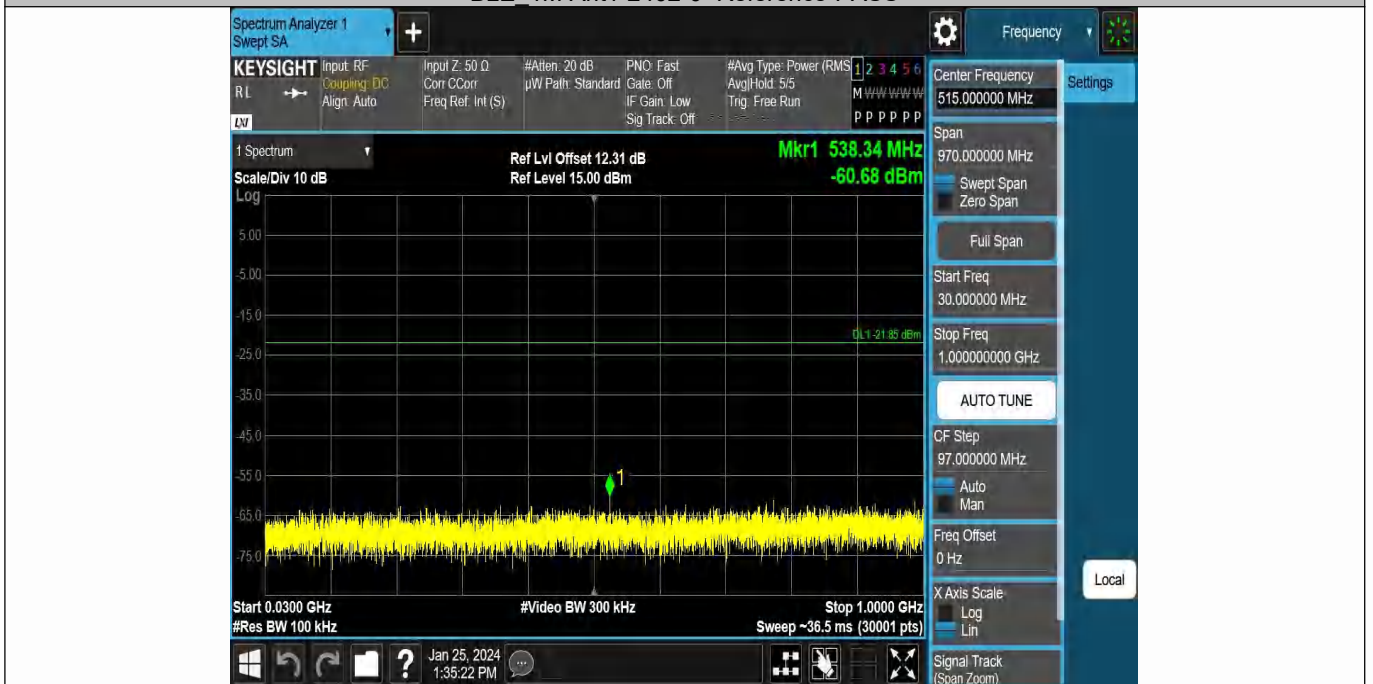 Spectrum Analyzer 1
Swept SA
+
Frequency
KEYSIGHT
RL
LXI
Input: RF
Coupling: DC
Align: Auto
Input Z: 50 Ω
Corr CCorr
Freq Ref: Int (S)
#Atten: 20 dB
µW Path: Standard
PNO: Fast
Gate: Off
IF Gain: Low
Sig Track: Off
#Avg Type: Power (RMS
Avg|Hold: 5/5
Trig: Free Run
1 2 3 4 5 6
M W W W W W
P P P P P P
1 Spectrum
Scale/Div 10 dB
Log
Ref Lvl Offset 12.31 dB
Ref Level 15.00 dBm
Mkr1 538.34 MHz
-60.68 dBm
5.00
-5.00
-15.0
DL1 -21.85 dBm
-25.0
-35.0
-45.0
-55.0
1
-65.0
-75.0
Start 0.0300 GHz
#Res BW 100 kHz
#Video BW 300 kHz
Stop 1.0000 GHz
Sweep ~36.5 ms (30001 pts)
Jan 25, 2024
1:35:22 PM
?
Center Frequency
515.000000 MHz
Settings
Span
970.000000 MHz
Swept Span
Zero Span
Full Span
Start Freq
30.000000 MHz
Stop Freq
1.000000000 GHz
AUTO TUNE
CF Step
97.000000 MHz
Auto
Man
Freq Offset
0 Hz
X Axis Scale
Log
Lin
Local
Signal Track
(Span Zoom)